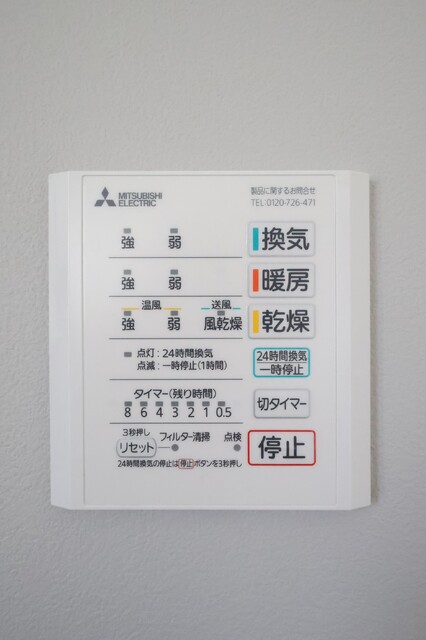 MITSUBISHI
ELECTRIC
製品に関するお問合せ
TEL:0120-726-471
強 弱 換気
強 弱 暖房
温風 送風
強 弱 風乾燥 乾燥
点灯:24時間換気
点滅:一時停止(1時間)
24時間換気
一時停止
タイマー(残り時間)
8 6 4 3 2 1 0.5
切タイマー
3秒押し
リセット フィルター清掃 点検
停止
24時間換気の停止は停止ボタンを3秒押し